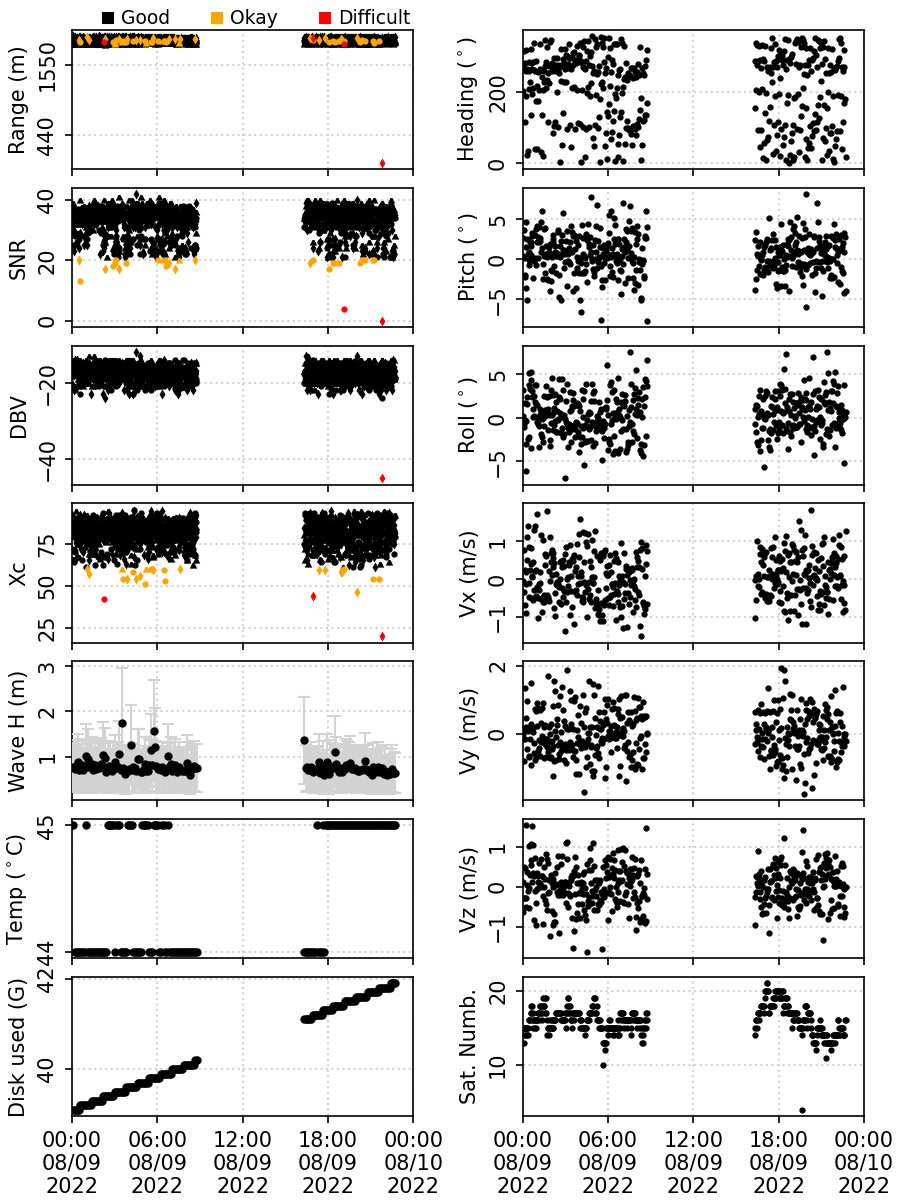 Good Okay Difficult
Range (m)
1550
440
Heading (°)
200
0
SNR
40
20
0
Pitch (°)
5
0
−5
DBV
−20
−40
Roll (°)
5
0
−5
Xc
75
50
25
Vx (m/s)
1
0
−1
Wave H (m)
3
2
1
Vy (m/s)
2
0
Temp (°C)
45
44
Vz (m/s)
1
0
−1
Disk used (G)
42
40
Sat. Numb.
20
10
00:00 06:00 12:00 18:00 00:00 00:00 06:00 12:00 18:00 00:00
08/09 08/09 08/09 08/09 08/10 08/09 08/09 08/09 08/09 08/10
2022 2022 2022 2022 2022 2022 2022 2022 2022 2022